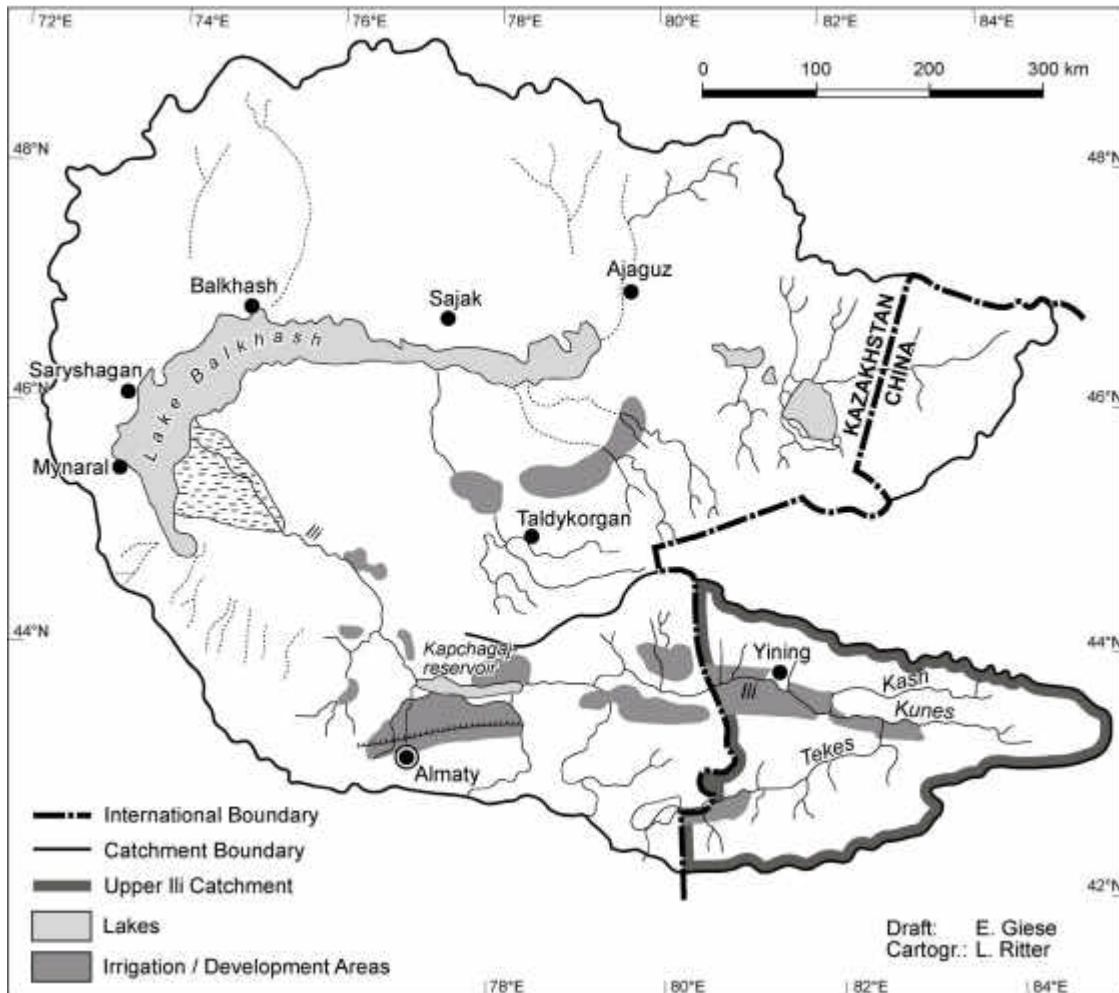 72°E 74°E 76°E 78°E 80°E 82°E 84°E
0 100 200 300 km
48°N 48°N
Ajaguz
Balkhash
Sajak
Lake Balkhash
Saryshagan
46°N 46°N
KAZAKHSTAN
CHINA
Mynaral
Ili
Taldykorgan
44°N 44°N
Kapchagaj-
reservoir
Yining
Ili
Kash
Kunes
Tekes
Almaty
International Boundary
Catchment Boundary
Upper Ili Catchment
42°N
Lakes
Irrigation / Development Areas
Draft: E. Giese
Cartogr.: L. Ritter
78°E 80°E 82°E 84°E